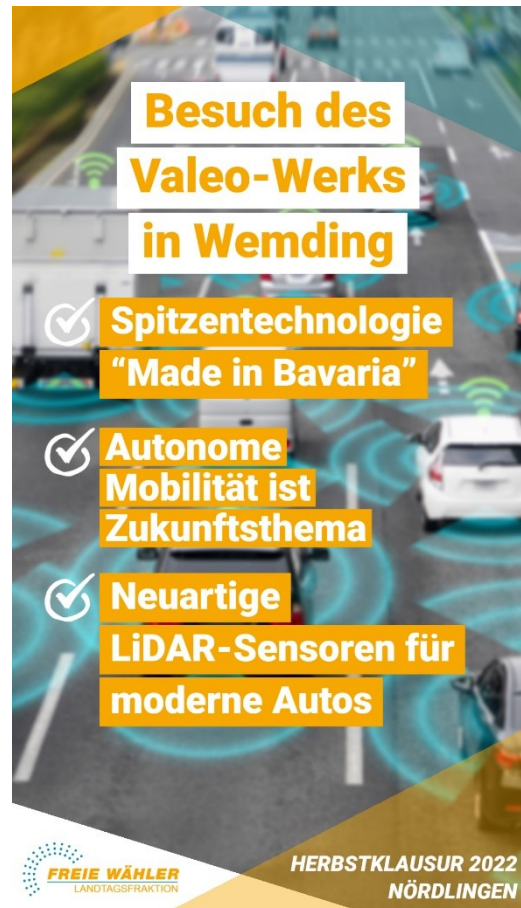 Besuch des
Valeo-Werks
in Wemding
Spitzentechnologie
“Made in Bavaria”
Autonome
Mobilität ist
Zukunftsthema
Neuartige
LiDAR-Sensoren für
moderne Autos
FREIE WÄHLER
LANDTAGSFRAKTION
HERBSTKLAUSUR 2022
NÖRDLINGEN